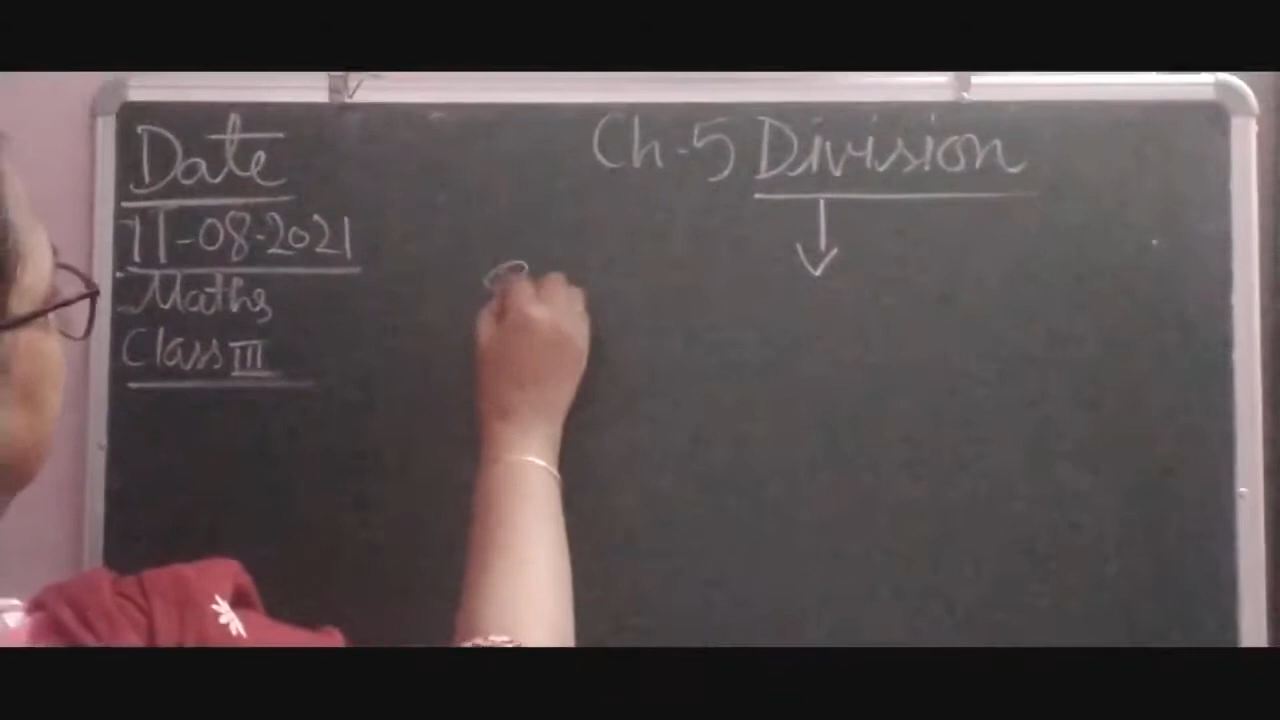 Date
11-08-2021
Maths
Class III
Ch-5 Division